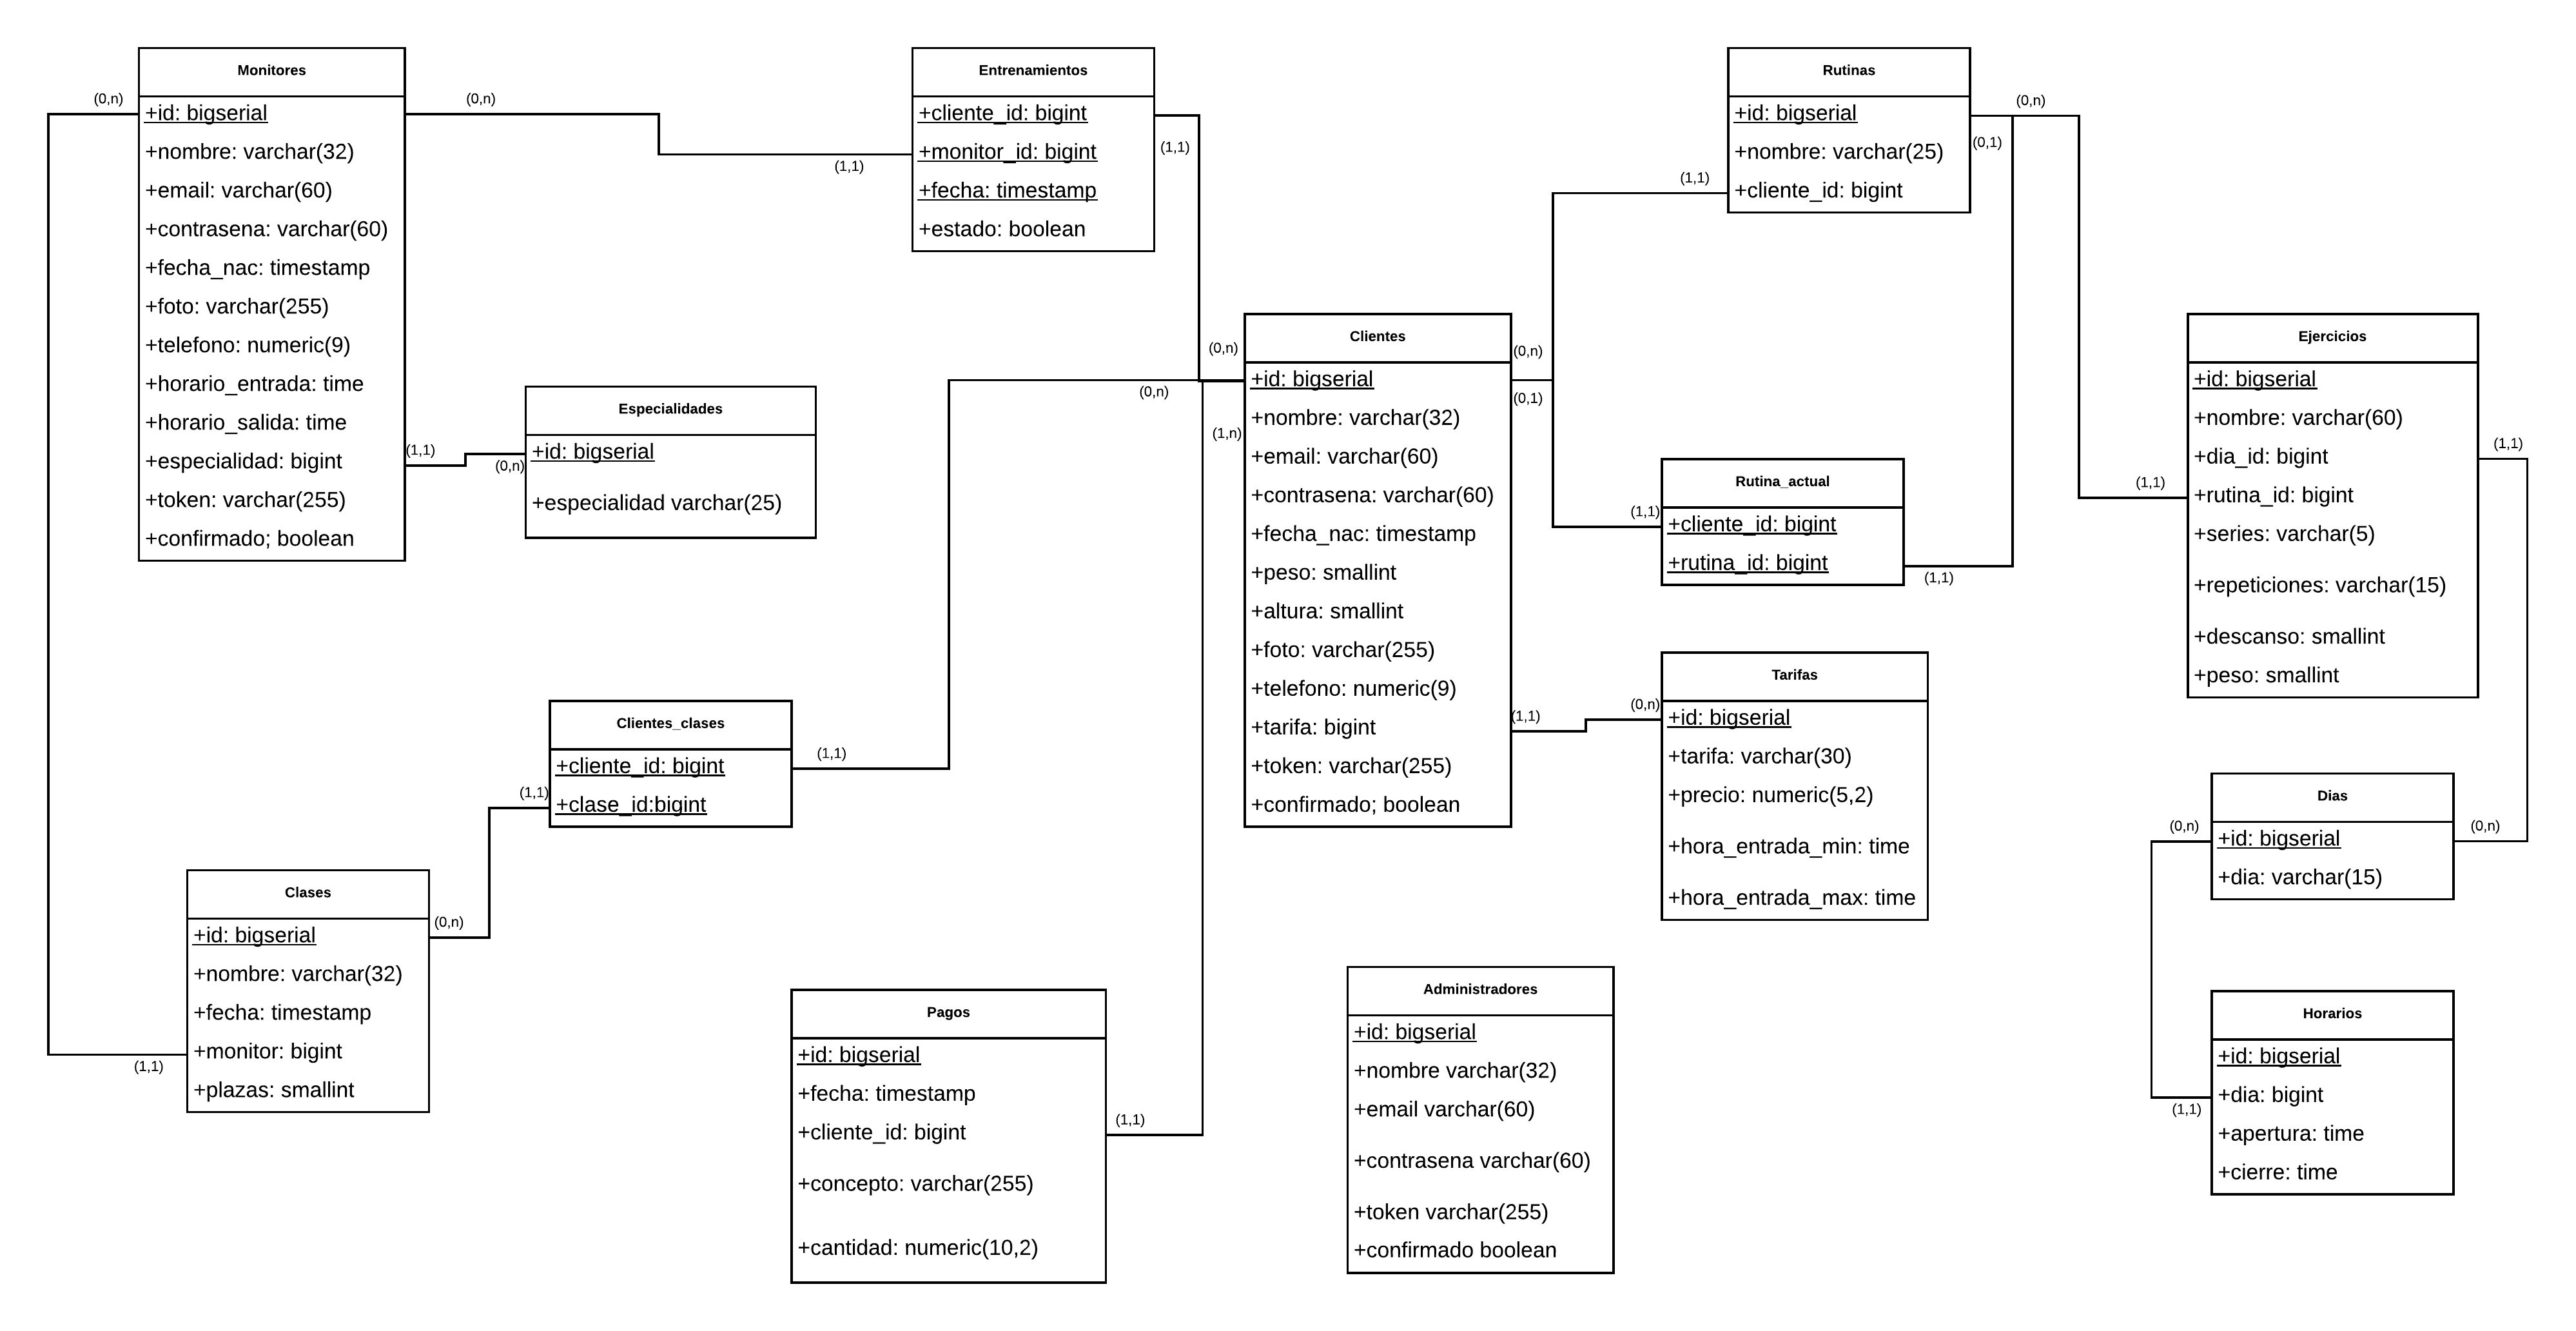 Monitores
(0,n)
(0,n)
+id: bigserial
+nombre: varchar(32)
+email: varchar(60)
+contrasena: varchar(60)
+fecha_nac: timestamp
+foto: varchar(255)
+telefono: numeric(9)
+horario_entrada: time
+horario_salida: time
+especialidad: bigint
+token: varchar(255)
+confirmado; boolean
(1,1)
(0,n)
Especialidades
+id: bigserial
+especialidad varchar(25)
Entrenamientos
+cliente_id: bigint
+monitor_id: bigint
+fecha: timestamp
+estado: boolean
(1,1)
(1,1)
Rutinas
+id: bigserial
+nombre: varchar(25)
+cliente_id: bigint
(1,1)
(0,n)
(0,1)
Clientes
(0,n)
(0,n)
(0,n)
(0,1)
(1,n)
+id: bigserial
+nombre: varchar(32)
+email: varchar(60)
+contrasena: varchar(60)
+fecha_nac: timestamp
+peso: smallint
+altura: smallint
+foto: varchar(255)
+telefono: numeric(9)
+tarifa: bigint
+token: varchar(255)
+confirmado; boolean
(1,1)
(0,n)
Rutina_actual
(1,1)
+cliente_id: bigint
+rutina_id: bigint
(1,1)
Ejercicios
+id: bigserial
+nombre: varchar(60)
+dia_id: bigint
+rutina_id: bigint
+series: varchar(5)
+repeticiones: varchar(15)
+descanso: smallint
+peso: smallint
(1,1)
(1,1)
Tarifas
+id: bigserial
+tarifa: varchar(30)
+precio: numeric(5,2)
+hora_entrada_min: time
+hora_entrada_max: time
Clientes_clases
+cliente_id: bigint
+clase_id:bigint
(1,1)
(1,1)
Clases
(0,n)
+id: bigserial
+nombre: varchar(32)
+fecha: timestamp
+monitor: bigint
+plazas: smallint
(1,1)
Dias
(0,n)
(0,n)
+id: bigserial
+dia: varchar(15)
Pagos
+id: bigserial
+fecha: timestamp
+cliente_id: bigint
+concepto: varchar(255)
+cantidad: numeric(10,2)
(1,1)
Administradores
+id: bigserial
+nombre varchar(32)
+email varchar(60)
+contrasena varchar(60)
+token varchar(255)
+confirmado boolean
Horarios
+id: bigserial
+dia: bigint
+apertura: time
+cierre: time
(1,1)